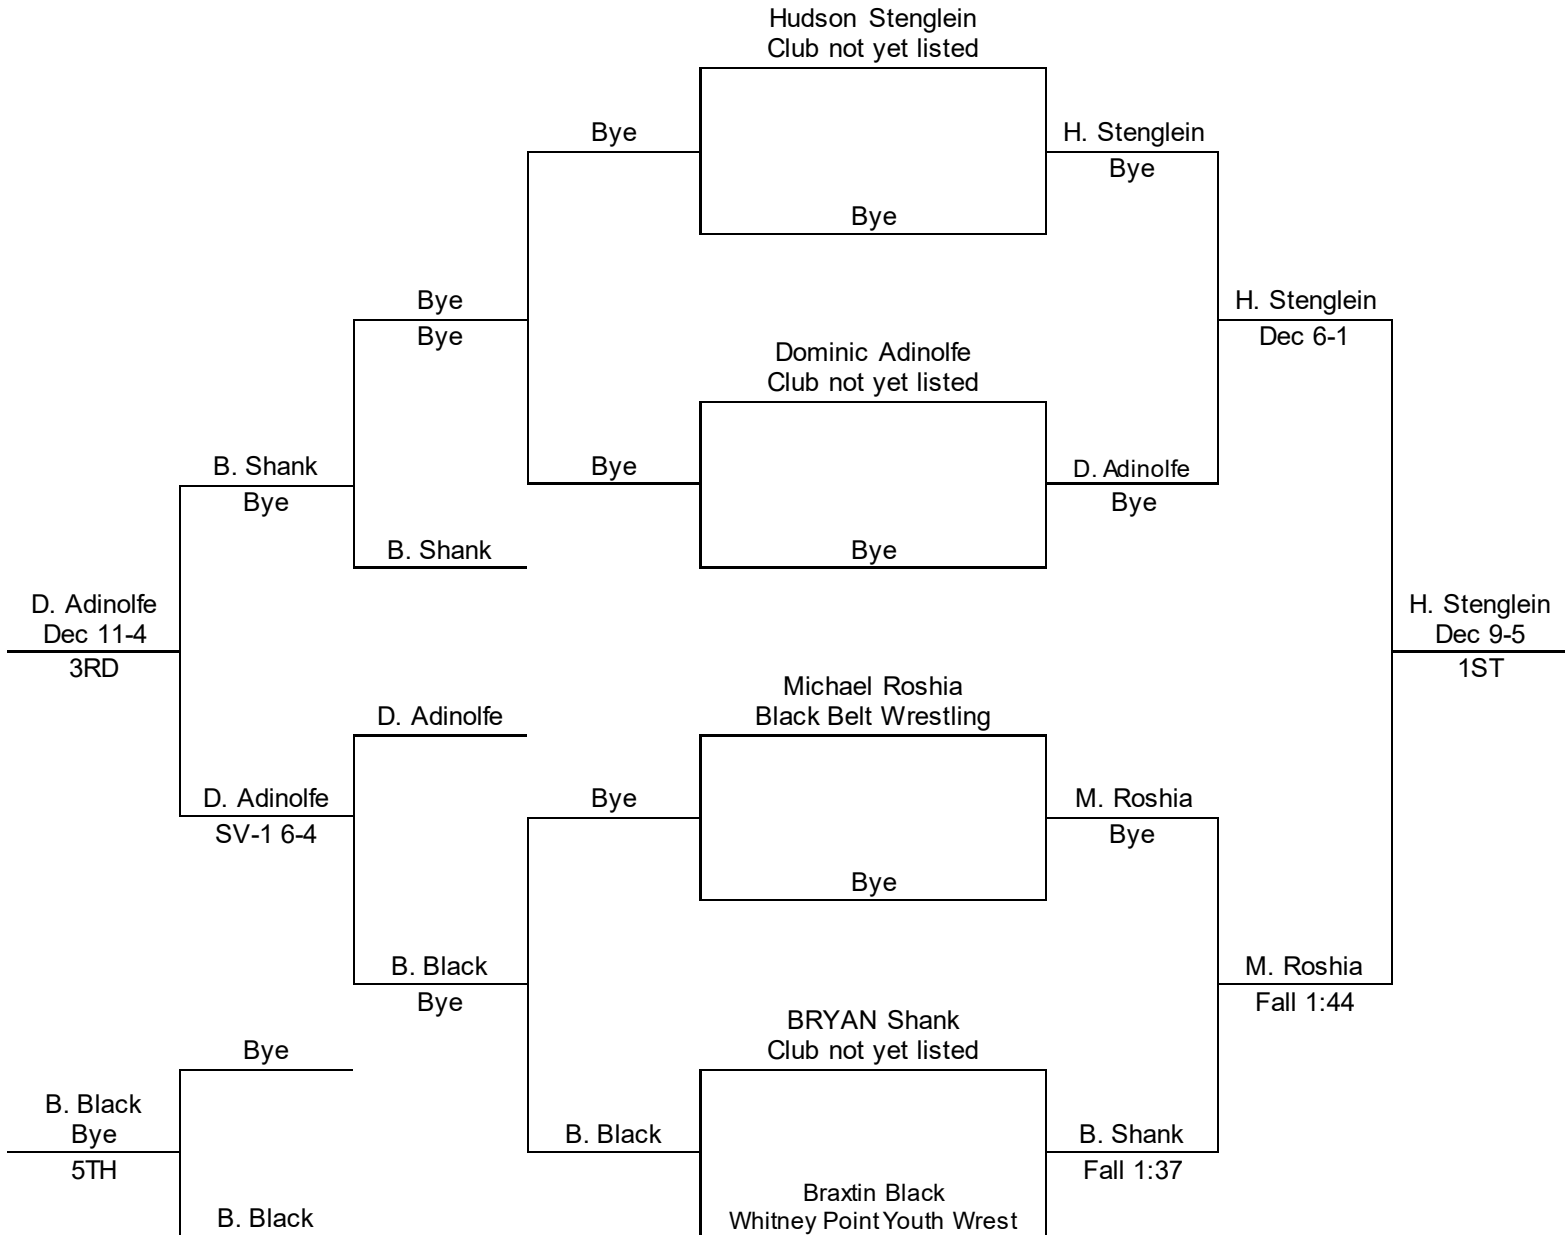 Hudson Stenglein
Club not yet listed
Bye
H. Stenglein
Bye
Bye
Bye
Bye
H. Stenglein
Dec 6-1
Dominic Adinolfe
Club not yet listed
B. Shank
Bye
Bye
D. Adinolfe
Bye
B. Shank
Bye
D. Adinolfe
Dec 11-4
3RD
H. Stenglein
Dec 9-5
1ST
Michael Roshia
Black Belt Wrestling
D. Adinolfe
D. Adinolfe
SV-1 6-4
Bye
M. Roshia
Bye
Bye
B. Black
Bye
M. Roshia
Fall 1:44
BRYAN Shank
Club not yet listed
Bye
B. Black
Bye
5TH
B. Black
B. Shank
Fall 1:37
B. Black
Braxtin Black
Whitney Point Youth Wrest